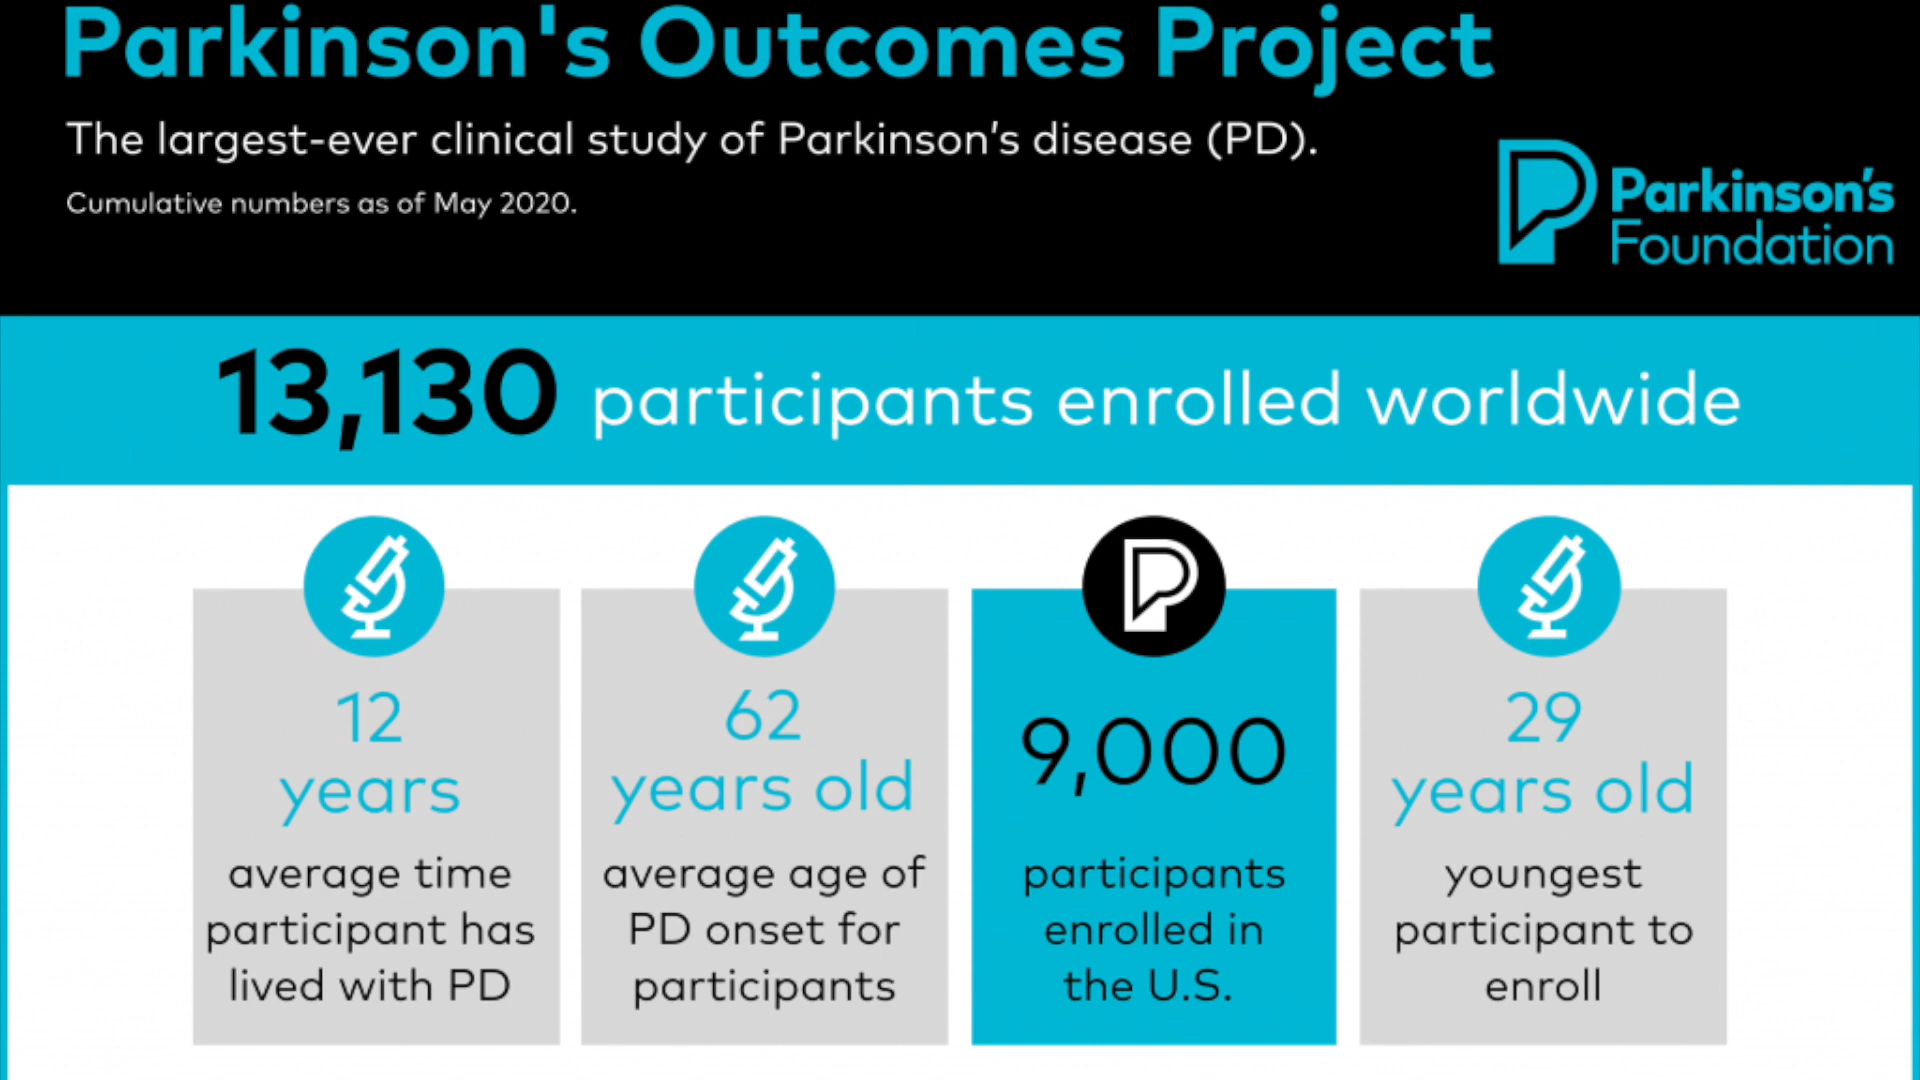 Parkinson's Outcomes Project
The largest-ever clinical study of Parkinson's disease (PD).
Cumulative numbers as of May 2020.
Parkinson's
Foundation
13,130 participants enrolled worldwide
12
years
average time
participant has
lived with PD
62
years old
average age of
PD onset for
participants
9,000
participants
enrolled in
the U.S.
29
years old
youngest
participant to
enroll